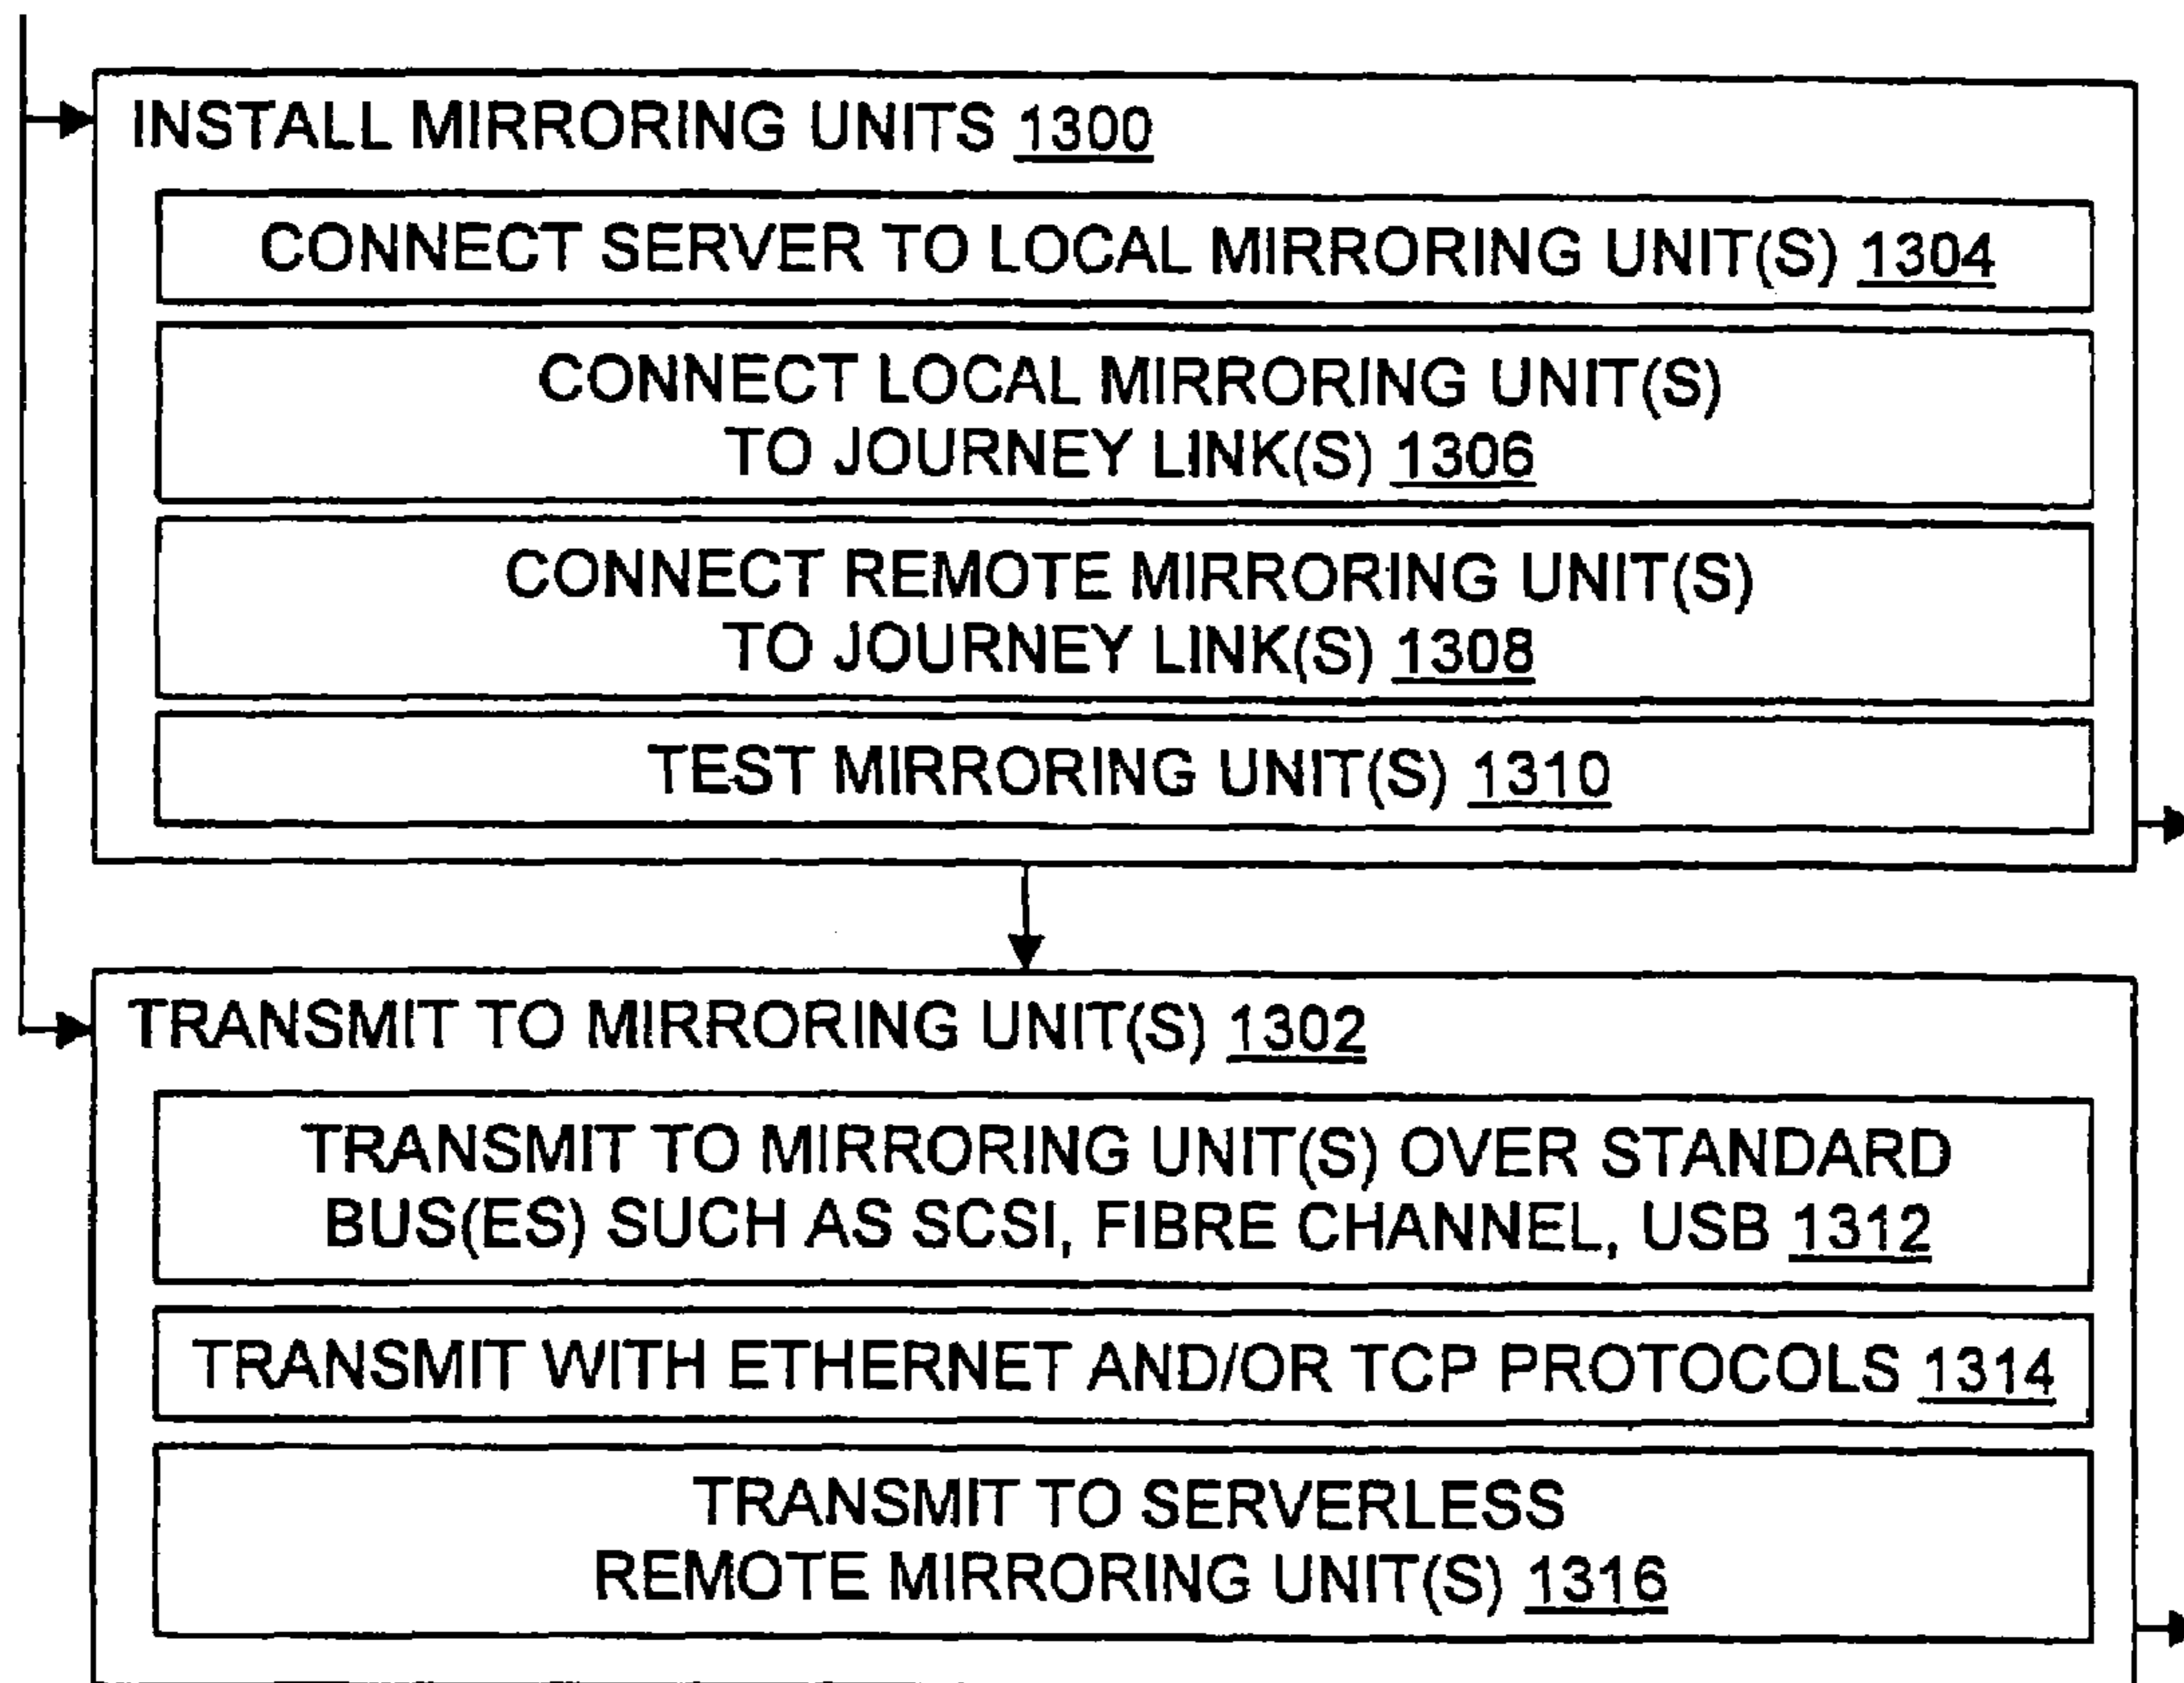 INSTALL MIRRORING UNITS 1300
CONNECT SERVER TO LOCAL MIRRORING UNIT(S) 1304
CONNECT LOCAL MIRRORING UNIT(S)
TO JOURNEY LINK(S) 1306
CONNECT REMOTE MIRRORING UNIT(S)
TO JOURNEY LINK(S) 1308
TEST MIRRORING UNIT(S) 1310
TRANSMIT TO MIRRORING UNIT(S) 1302
TRANSMIT TO MIRRORING UNIT(S) OVER STANDARD
BUS(ES) SUCH AS SCSI, FIBRE CHANNEL, USB 1312
TRANSMIT WITH ETHERNET AND/OR TCP PROTOCOLS 1314
TRANSMIT TO SERVERLESS
REMOTE MIRRORING UNIT(S) 1316